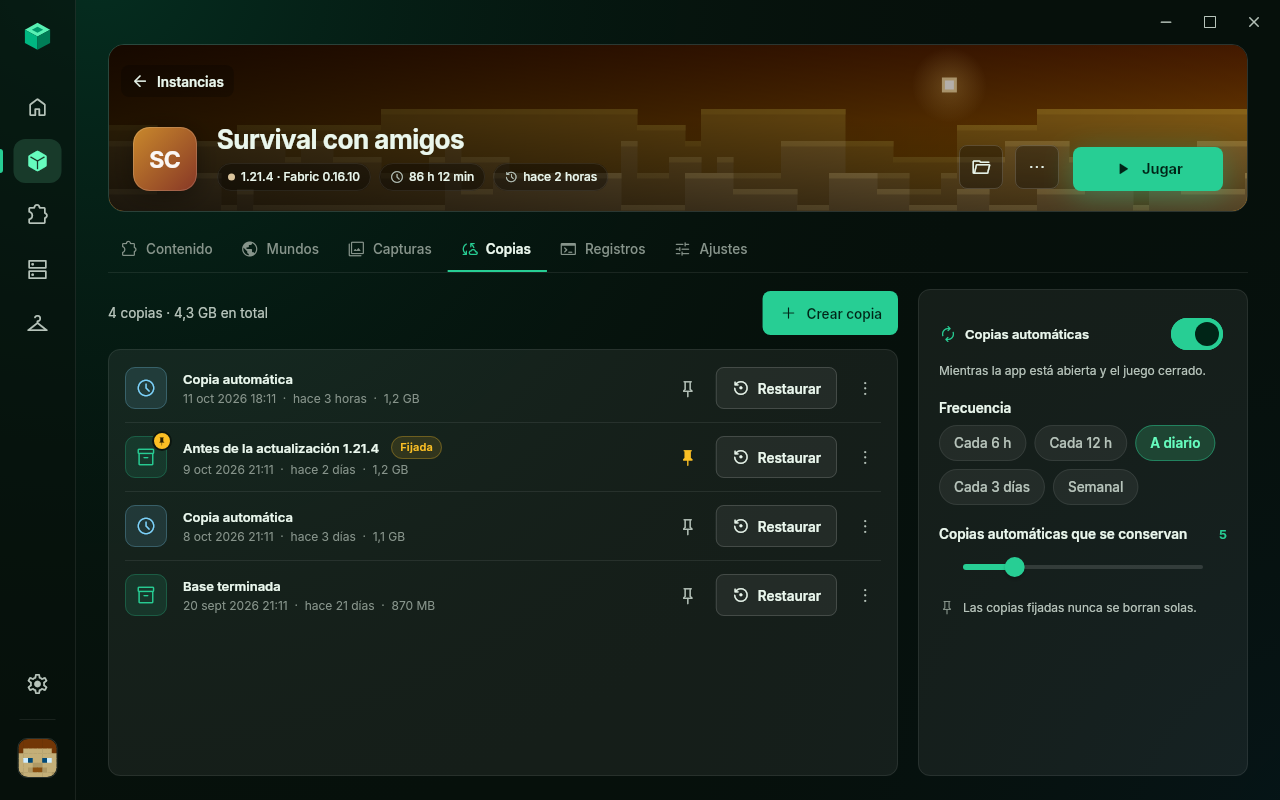 Instancias
SC
Survival con amigos
1.21.4 · Fabric 0.16.10
86 h 12 min
hace 2 horas
Jugar
Contenido
Mundos
Capturas
Copias
Registros
Ajustes
4 copias · 4,3 GB en total
Crear copia
Copia automática
11 oct 2026 18:11 · hace 3 horas · 1,2 GB
Restaurar
Antes de la actualización 1.21.4
Fijada
9 oct 2026 21:11 · hace 2 días · 1,2 GB
Restaurar
Copia automática
8 oct 2026 21:11 · hace 3 días · 1,1 GB
Restaurar
Base terminada
20 sept 2026 21:11 · hace 21 días · 870 MB
Restaurar
Copias automáticas
Mientras la app está abierta y el juego cerrado.
Frecuencia
Cada 6 h
Cada 12 h
A diario
Cada 3 días
Semanal
Copias automáticas que se conservan 5
Las copias fijadas nunca se borran solas.